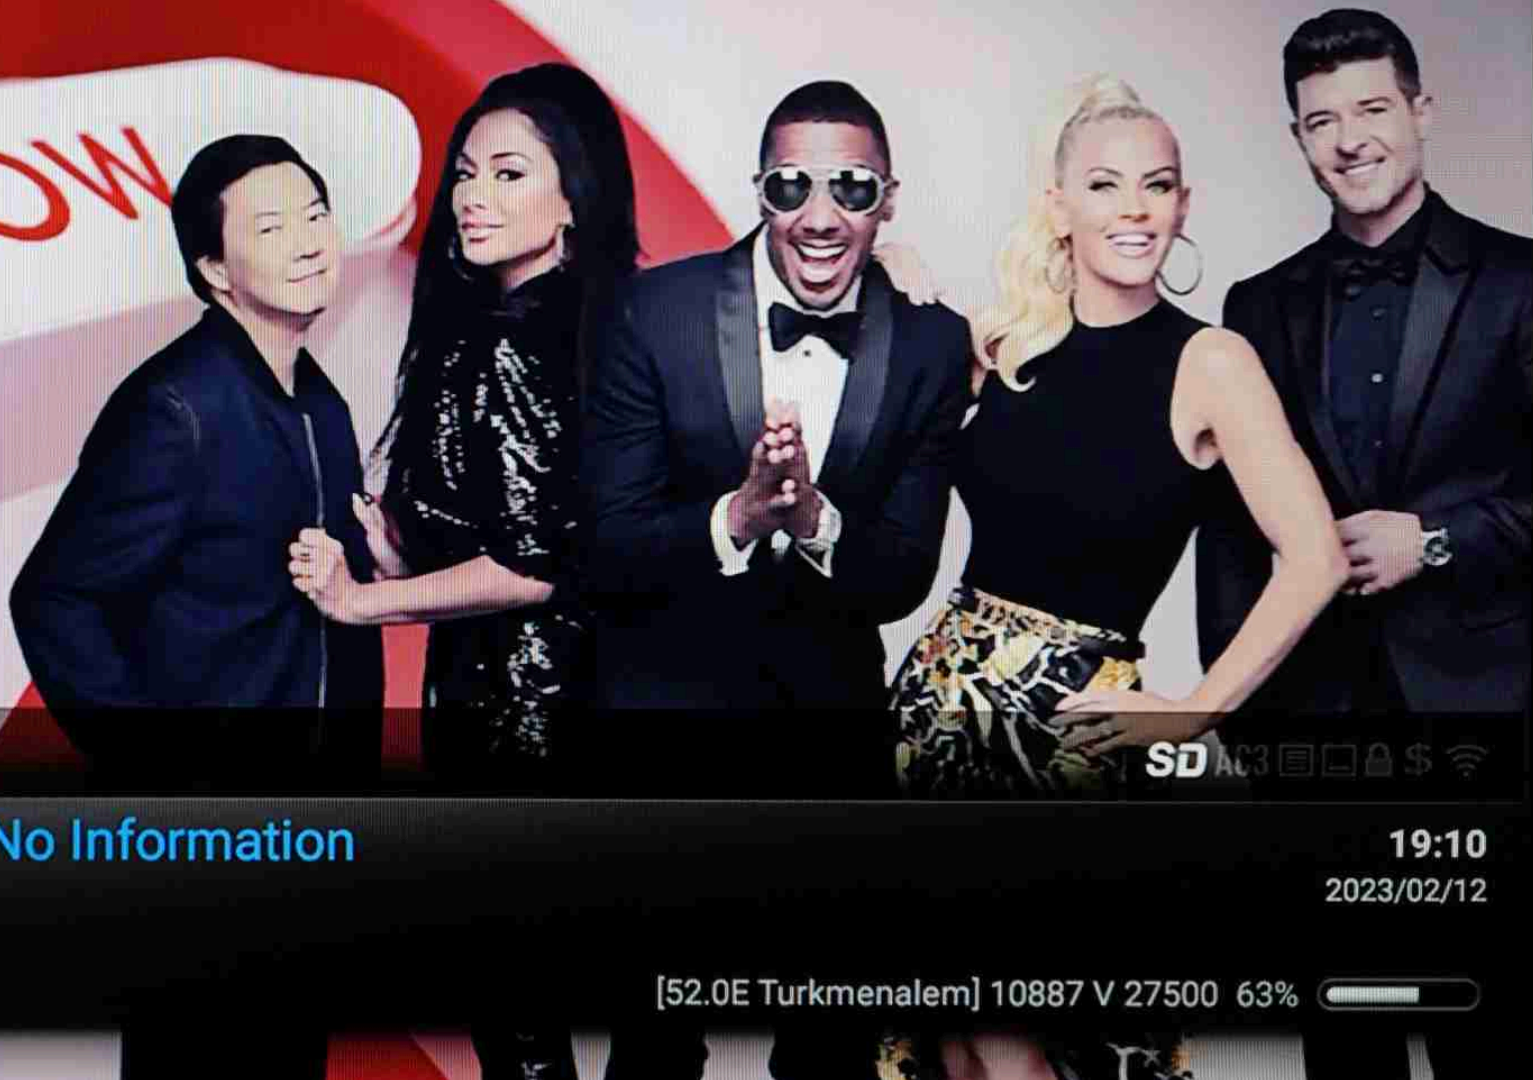 OW
SD AC3 $
No Information
19:10
2023/02/12
[52.0E Turkmenalem] 10887 V 27500 63%